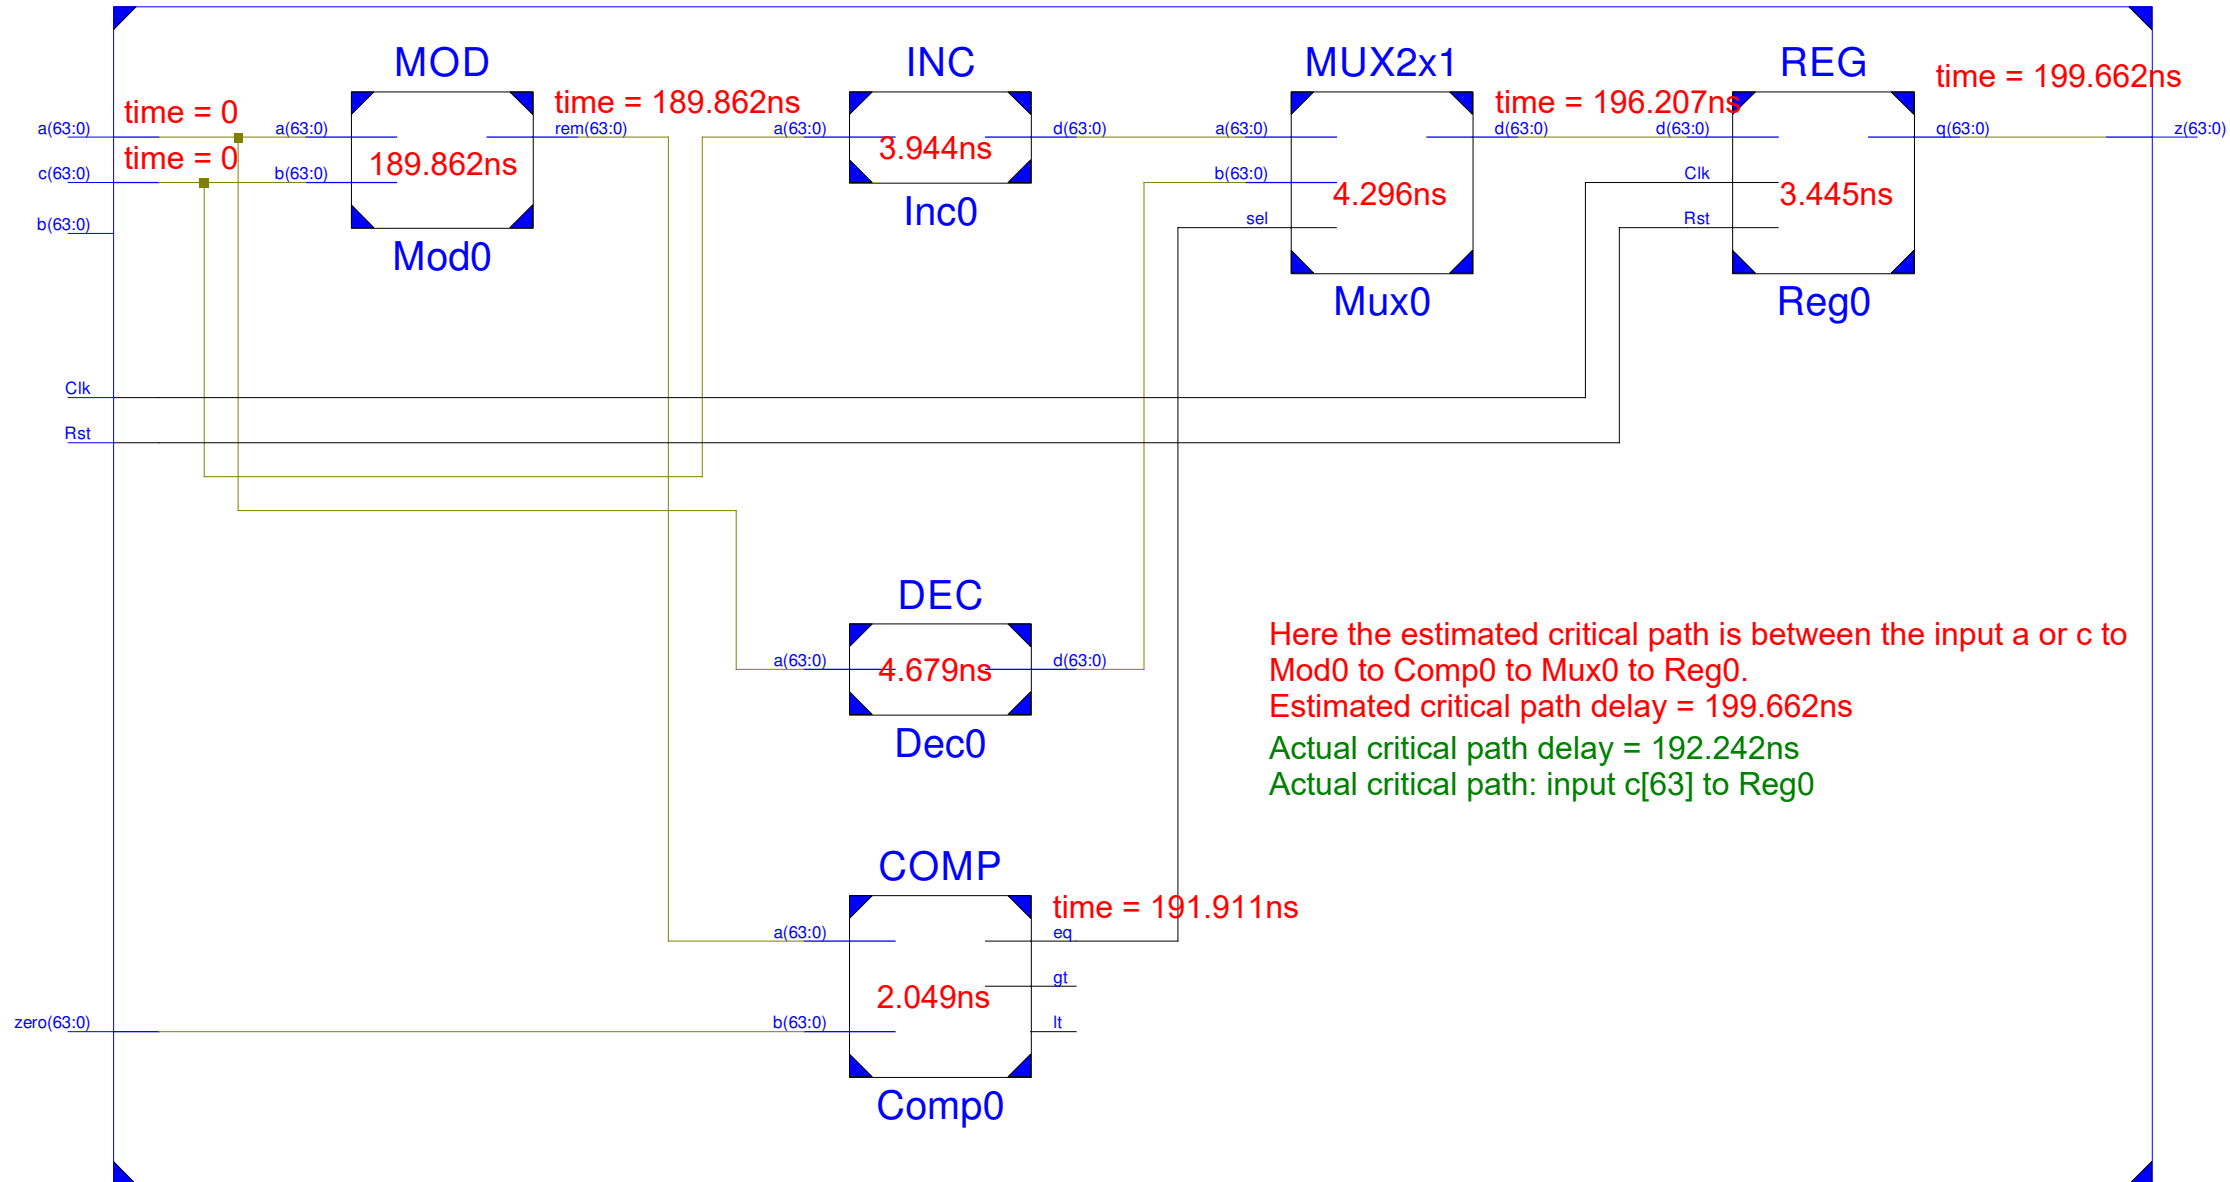 MOD
INC
MUX2x1
REG
time = 0
time = 189.862ns
time = 196.207ns
time = 199.662ns
a(63:0)
a(63:0)
rem(63:0)
a(63:0)
d(63:0)
a(63:0)
d(63:0)
d(63:0)
q(63:0)
z(63:0)
time = 0
189.862ns
3.944ns
c(63:0)
b(63:0)
b(63:0)
4.296ns
Clk
3.445ns
b(63:0)
Inc0
sel
Rst
Mod0
Mux0
Reg0
Clk
Rst
DEC
a(63:0)
4.679ns
d(63:0)
Dec0
Here the estimated critical path is between the input a or c to
Mod0 to Comp0 to Mux0 to Reg0.
Estimated critical path delay = 199.662ns
Actual critical path delay = 192.242ns
Actual critical path: input c[63] to Reg0
COMP
time = 191.911ns
a(63:0)
eq
gt
2.049ns
zero(63:0)
b(63:0)
lt
Comp0